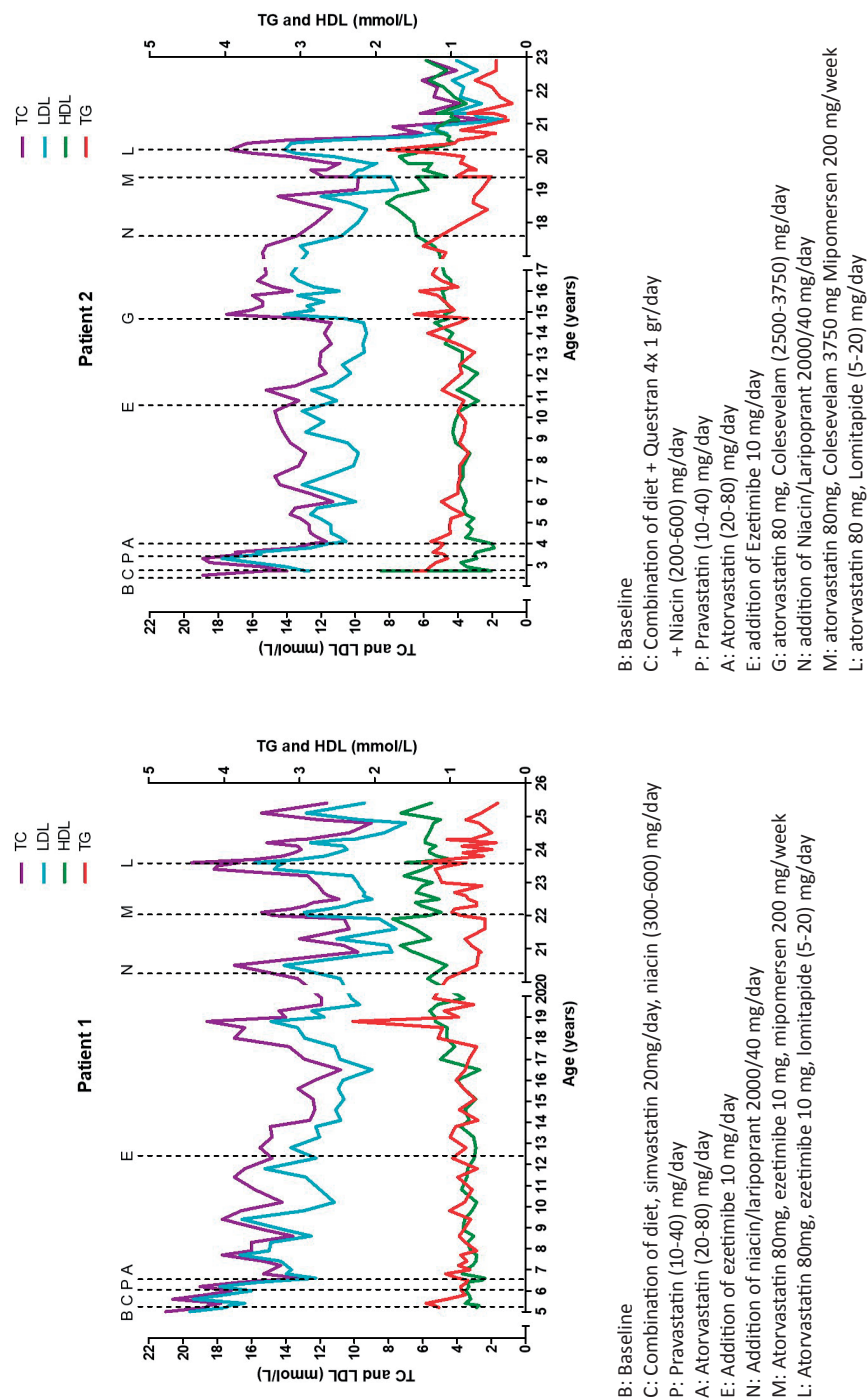 Patient 1
TC
LDL
HDL
TG
B C P A E N M L
TG and HDL (mmol/L)
5
4
3
2
1
0
TC and LDL (mmol/L)
22
20
18
16
14
12
10
8
6
4
2
0
5 6 7 8 9 10 11 12 13 14 15 16 17 18 19 20 20 21 22 23 24 25 26
Age (years)
B: Baseline
C: Combination of diet, simvastatin 20mg/day, niacin (300-600) mg/day
P: Pravastatin (10-40) mg/day
A: Atorvastatin (20-80) mg/day
E: Addition of ezetimibe 10 mg/day
N: Addition of niacin/laripoprant 2000/40 mg/day
M: Atorvastatin 80mg, ezetimibe 10 mg, mipomersen 200 mg/week
L: Atorvastatin 80mg, ezetimibe 10 mg, lomitapide (5-20) mg/day
Patient 2
TC
LDL
HDL
TG
B C P A E G N M L
TG and HDL (mmol/L)
5
4
3
2
1
0
TC and LDL (mmol/L)
22
20
18
16
14
12
10
8
6
4
2
0
3 4 5 6 7 8 9 10 11 12 13 14 15 16 17 18 19 20 21 22 23
Age (years)
B: Baseline
C: Combination of diet + Questran 4x 1 gr/day
+ Niacin (200-600) mg/day
P: Pravastatin (10-40) mg/day
A: Atorvastatin (20-80) mg/day
E: addition of Ezetimibe 10 mg/day
G: atorvastatin 80 mg, Colesevelam (2500-3750) mg/day
N: addition of Niacin/Laripoprant 2000/40 mg/day
M: atorvastatin 80mg, Colesevelam 3750 mg Mipomersen 200 mg/week
L: atorvastatin 80 mg, Lomitapide (5-20) mg/day